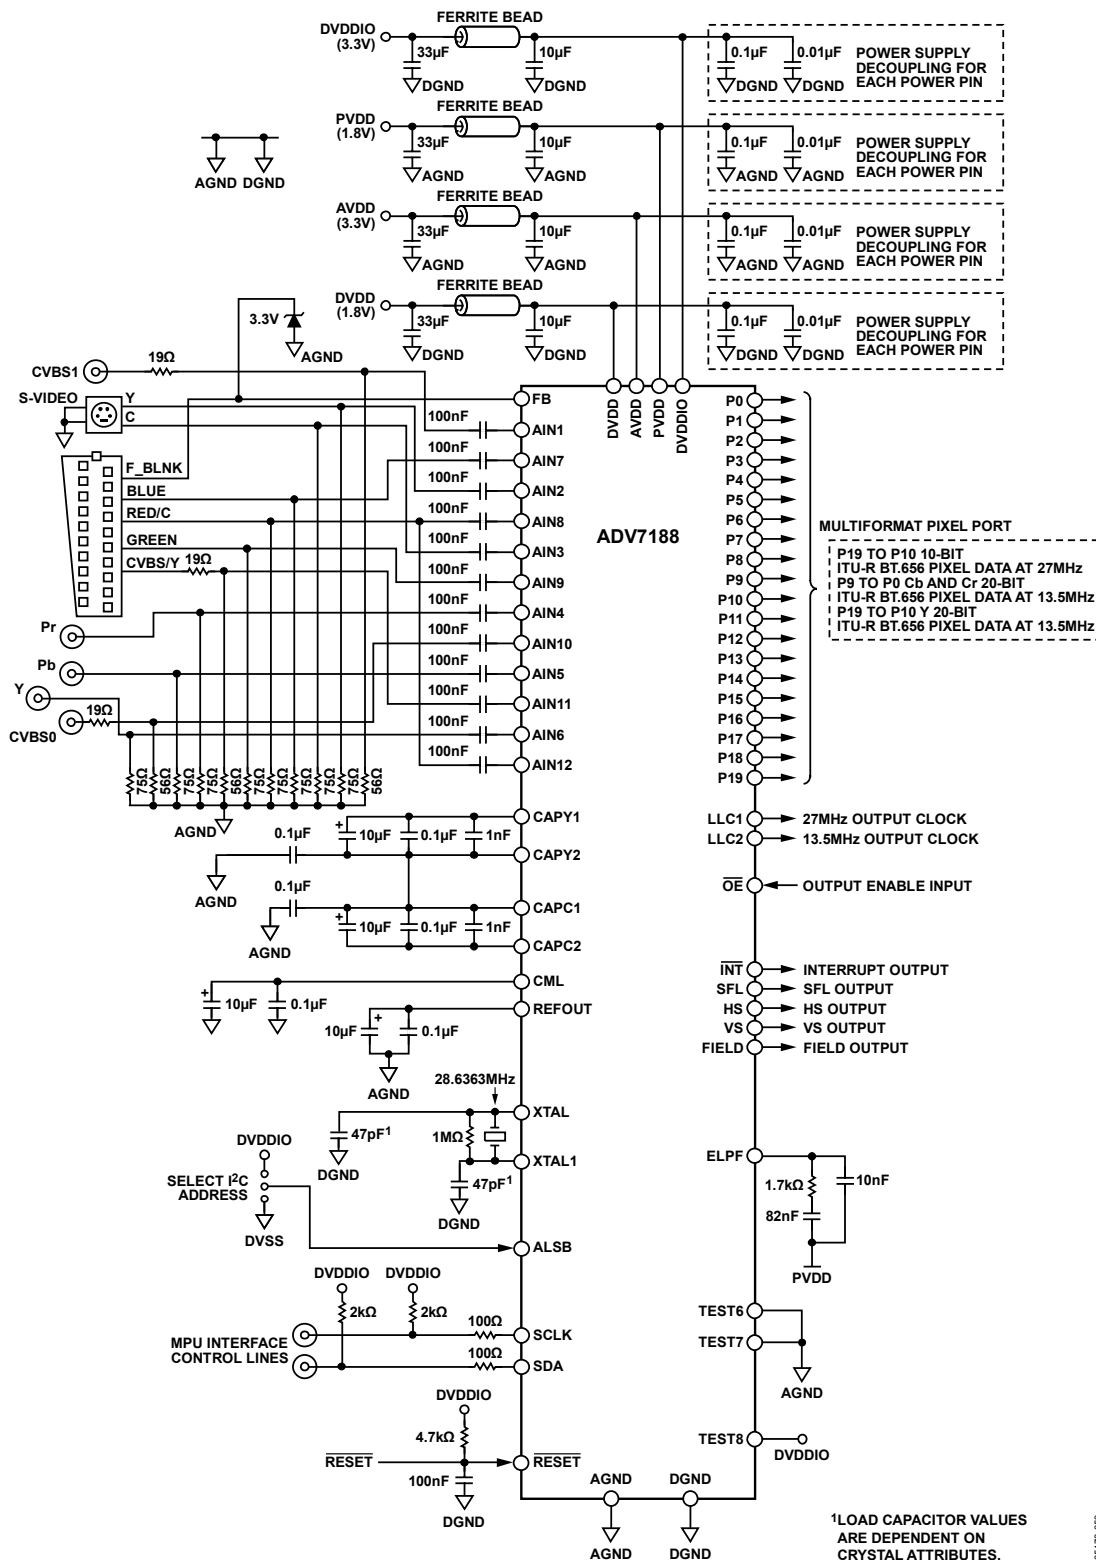 FERRITE BEAD
DVDDIO
(3.3V)
33µF
10µF
0.1µF
0.01µF
DGND
DGND
DGND
DGND
POWER SUPPLY
DECOUPLING FOR
EACH POWER PIN
FERRITE BEAD
PVDD
(1.8V)
33µF
10µF
0.1µF
0.01µF
AGND
AGND
AGND
AGND
POWER SUPPLY
DECOUPLING FOR
EACH POWER PIN
AGND DGND
FERRITE BEAD
AVDD
(3.3V)
33µF
10µF
0.1µF
0.01µF
AGND
AGND
AGND
AGND
POWER SUPPLY
DECOUPLING FOR
EACH POWER PIN
FERRITE BEAD
DVDD
(1.8V)
33µF
10µF
0.1µF
0.01µF
DGND
DGND
DGND
DGND
POWER SUPPLY
DECOUPLING FOR
EACH POWER PIN
3.3V
AGND
CVBS1
19Ω
S-VIDEO
Y
C
F_BLNK
BLUE
RED/C
GREEN
CVBS/Y
19Ω
Pr
Pb
Y
CVBS0
19Ω
75Ω
56Ω
75Ω
75Ω
56Ω
75Ω
75Ω
75Ω
75Ω
75Ω
56Ω
AGND
FB
100nF
AIN1
100nF
AIN7
100nF
AIN2
100nF
AIN8
100nF
AIN3
100nF
AIN9
100nF
AIN4
100nF
AIN10
100nF
AIN5
100nF
AIN11
100nF
AIN6
100nF
AIN12
DVDD
AVDD
PVDD
DVDDIO
ADV7188
P0
P1
P2
P3
P4
P5
P6
P7
P8
P9
P10
P11
P12
P13
P14
P15
P16
P17
P18
P19
MULTIFORMAT PIXEL PORT
P19 TO P10 10-BIT
ITU-R BT.656 PIXEL DATA AT 27MHz
P9 TO P0 Cb AND Cr 20-BIT
ITU-R BT.656 PIXEL DATA AT 13.5MHz
P19 TO P10 Y 20-BIT
ITU-R BT.656 PIXEL DATA AT 13.5MHz
CAPY1
0.1µF
+
10µF
0.1µF
1nF
CAPY2
AGND
0.1µF
CAPC1
+
10µF
0.1µF
1nF
AGND
CAPC2
CML
+
10µF
0.1µF
REFOUT
10µF
+
0.1µF
AGND
LLC1
27MHz OUTPUT CLOCK
LLC2
13.5MHz OUTPUT CLOCK
OE
OUTPUT ENABLE INPUT
INT
INTERRUPT OUTPUT
SFL
SFL OUTPUT
HS
HS OUTPUT
VS
VS OUTPUT
FIELD
FIELD OUTPUT
28.6363MHz
XTAL
47pF1
1MΩ
DGND
XTAL1
47pF1
DGND
DVDDIO
SELECT I2C
ADDRESS
DVSS
ALSB
ELPF
1.7kΩ
10nF
82nF
PVDD
DVDDIO
DVDDIO
2kΩ
2kΩ
MPU INTERFACE
CONTROL LINES
100Ω
SCLK
100Ω
SDA
TEST6
TEST7
AGND
DVDDIO
4.7kΩ
RESET
RESET
100nF
DGND
TEST8
DVDDIO
AGND
DGND
AGND
DGND
1LOAD CAPACITOR VALUES
ARE DEPENDENT ON
CRYSTAL ATTRIBUTES.